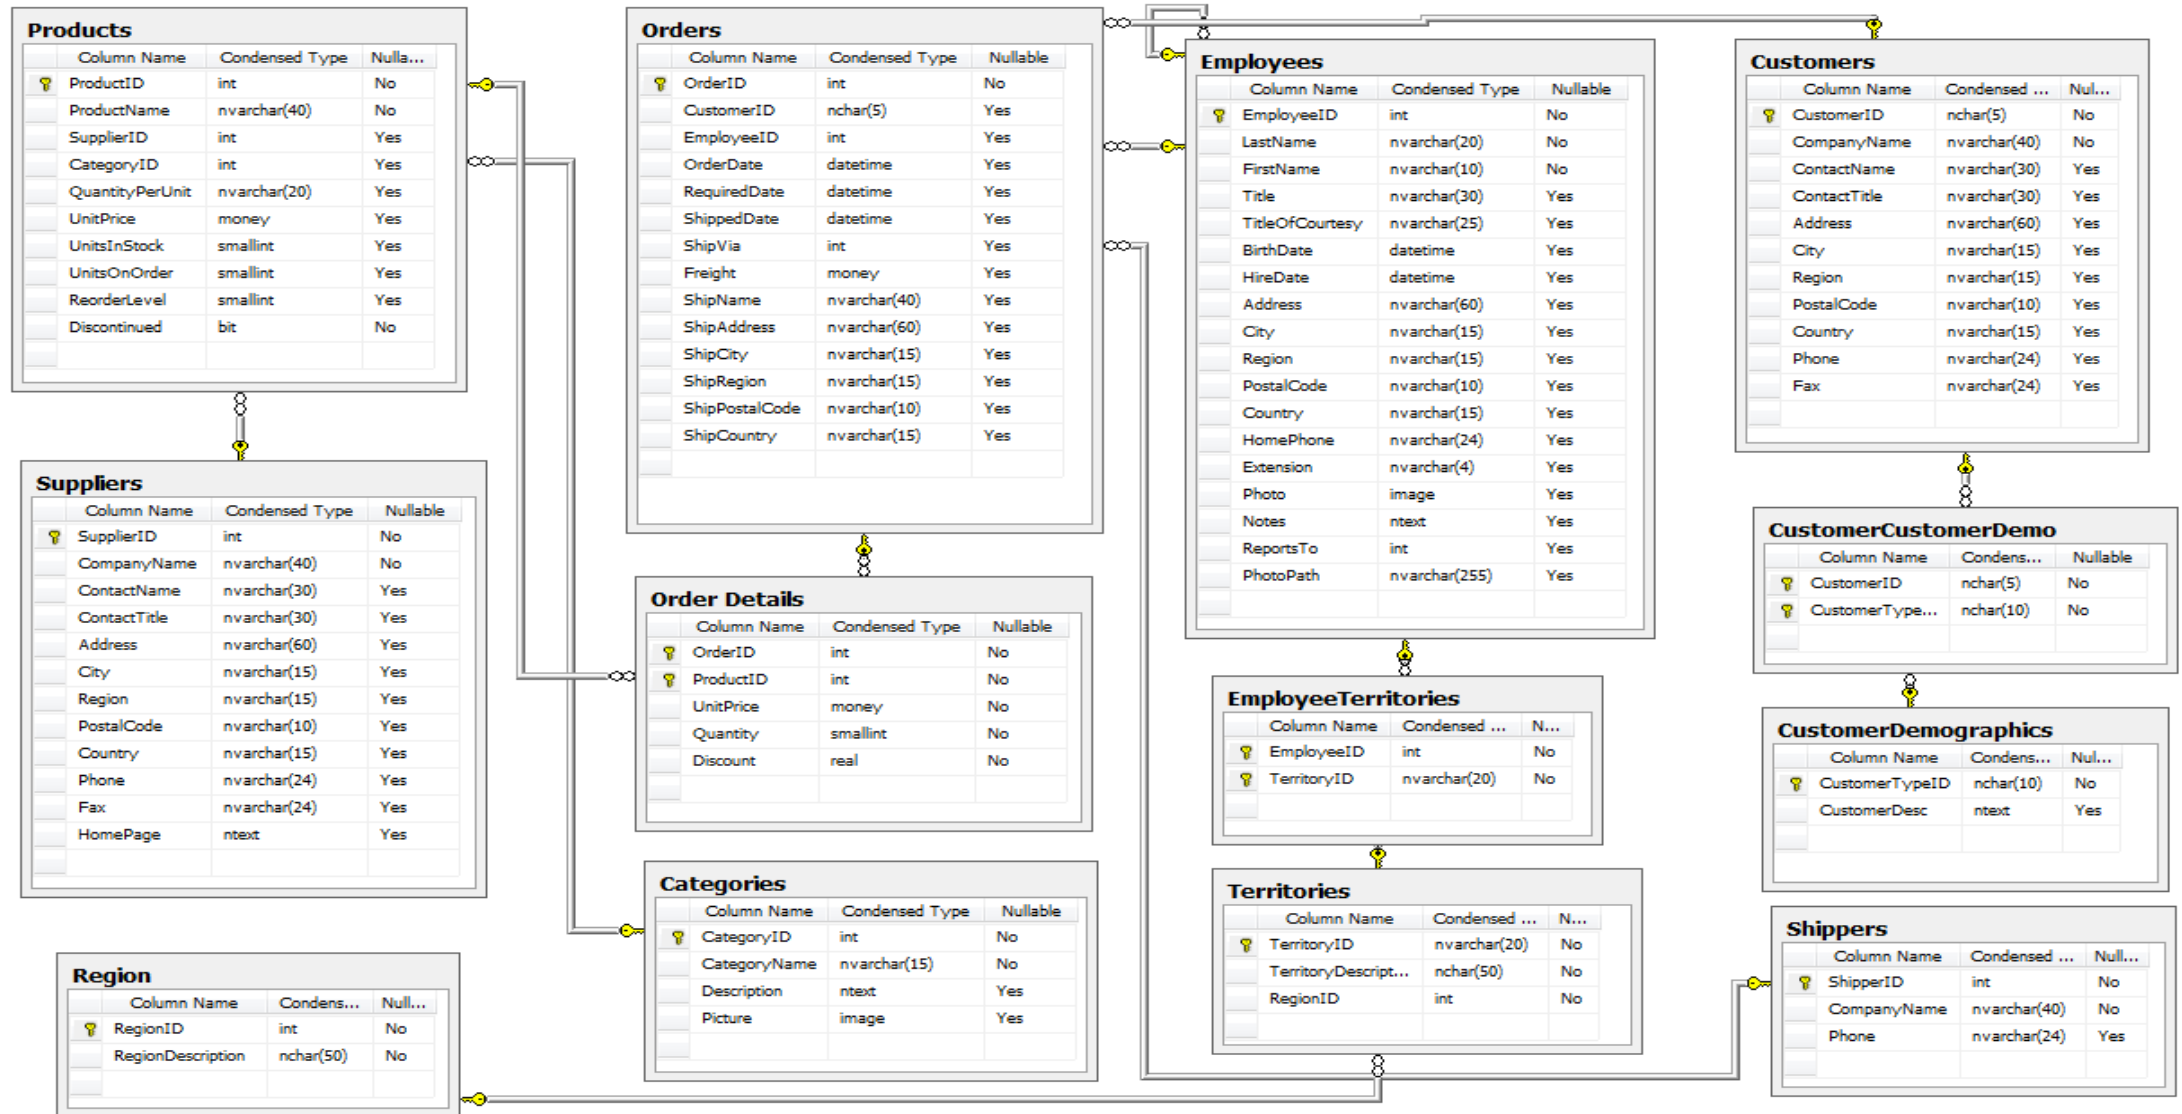 Products
Column Name Condensed Type Nulla...
ProductID int No
ProductName nvarchar(40) No
SupplierID int Yes
CategoryID int Yes
QuantityPerUnit nvarchar(20) Yes
UnitPrice money Yes
UnitsInStock smallint Yes
UnitsOnOrder smallint Yes
ReorderLevel smallint Yes
Discontinued bit No
Suppliers
Column Name Condensed Type Nullable
SupplierID int No
CompanyName nvarchar(40) No
ContactName nvarchar(30) Yes
ContactTitle nvarchar(30) Yes
Address nvarchar(60) Yes
City nvarchar(15) Yes
Region nvarchar(15) Yes
PostalCode nvarchar(10) Yes
Country nvarchar(15) Yes
Phone nvarchar(24) Yes
Fax nvarchar(24) Yes
HomePage ntext Yes
Region
Column Name Condens... Null...
RegionID int No
RegionDescription nchar(50) No
Orders
Column Name Condensed Type Nullable
OrderID int No
CustomerID nchar(5) Yes
EmployeeID int Yes
OrderDate datetime Yes
RequiredDate datetime Yes
ShippedDate datetime Yes
ShipVia int Yes
Freight money Yes
ShipName nvarchar(40) Yes
ShipAddress nvarchar(60) Yes
ShipCity nvarchar(15) Yes
ShipRegion nvarchar(15) Yes
ShipPostalCode nvarchar(10) Yes
ShipCountry nvarchar(15) Yes
Order Details
Column Name Condensed Type Nullable
OrderID int No
ProductID int No
UnitPrice money No
Quantity smallint No
Discount real No
Categories
Column Name Condensed Type Nullable
CategoryID int No
CategoryName nvarchar(15) No
Description ntext Yes
Picture image Yes
Employees
Column Name Condensed Type Nullable
EmployeeID int No
LastName nvarchar(20) No
FirstName nvarchar(10) No
Title nvarchar(30) Yes
TitleOfCourtesy nvarchar(25) Yes
BirthDate datetime Yes
HireDate datetime Yes
Address nvarchar(60) Yes
City nvarchar(15) Yes
Region nvarchar(15) Yes
PostalCode nvarchar(10) Yes
Country nvarchar(15) Yes
HomePhone nvarchar(24) Yes
Extension nvarchar(4) Yes
Photo image Yes
Notes ntext Yes
ReportsTo int Yes
PhotoPath nvarchar(255) Yes
EmployeeTerritories
Column Name Condensed ... N...
EmployeeID int No
TerritoryID nvarchar(20) No
Territories
Column Name Condensed ... N...
TerritoryID nvarchar(20) No
TerritoryDescript... nchar(50) No
RegionID int No
Customers
Column Name Condensed ... Nul...
CustomerID nchar(5) No
CompanyName nvarchar(40) No
ContactName nvarchar(30) Yes
ContactTitle nvarchar(30) Yes
Address nvarchar(60) Yes
City nvarchar(15) Yes
Region nvarchar(15) Yes
PostalCode nvarchar(10) Yes
Country nvarchar(15) Yes
Phone nvarchar(24) Yes
Fax nvarchar(24) Yes
CustomerCustomerDemo
Column Name Condens... Nullable
CustomerID nchar(5) No
CustomerType... nchar(10) No
CustomerDemographics
Column Name Condens... Nul...
CustomerTypeID nchar(10) No
CustomerDesc ntext Yes
Shippers
Column Name Condensed ... Null...
ShipperID int No
CompanyName nvarchar(40) No
Phone nvarchar(24) Yes